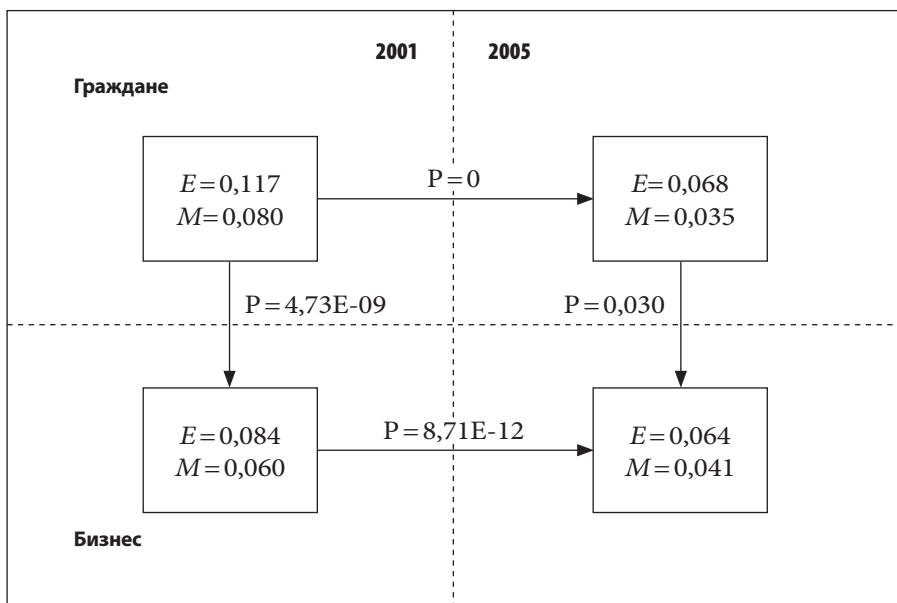 2001 2005
Граждане
E=0,117
M=0,080
P=0
E=0,068
M=0,035
P=4,73E-09
P=0,030
E=0,084
M=0,060
P=8,71E-12
E=0,064
M=0,041
Бизнес